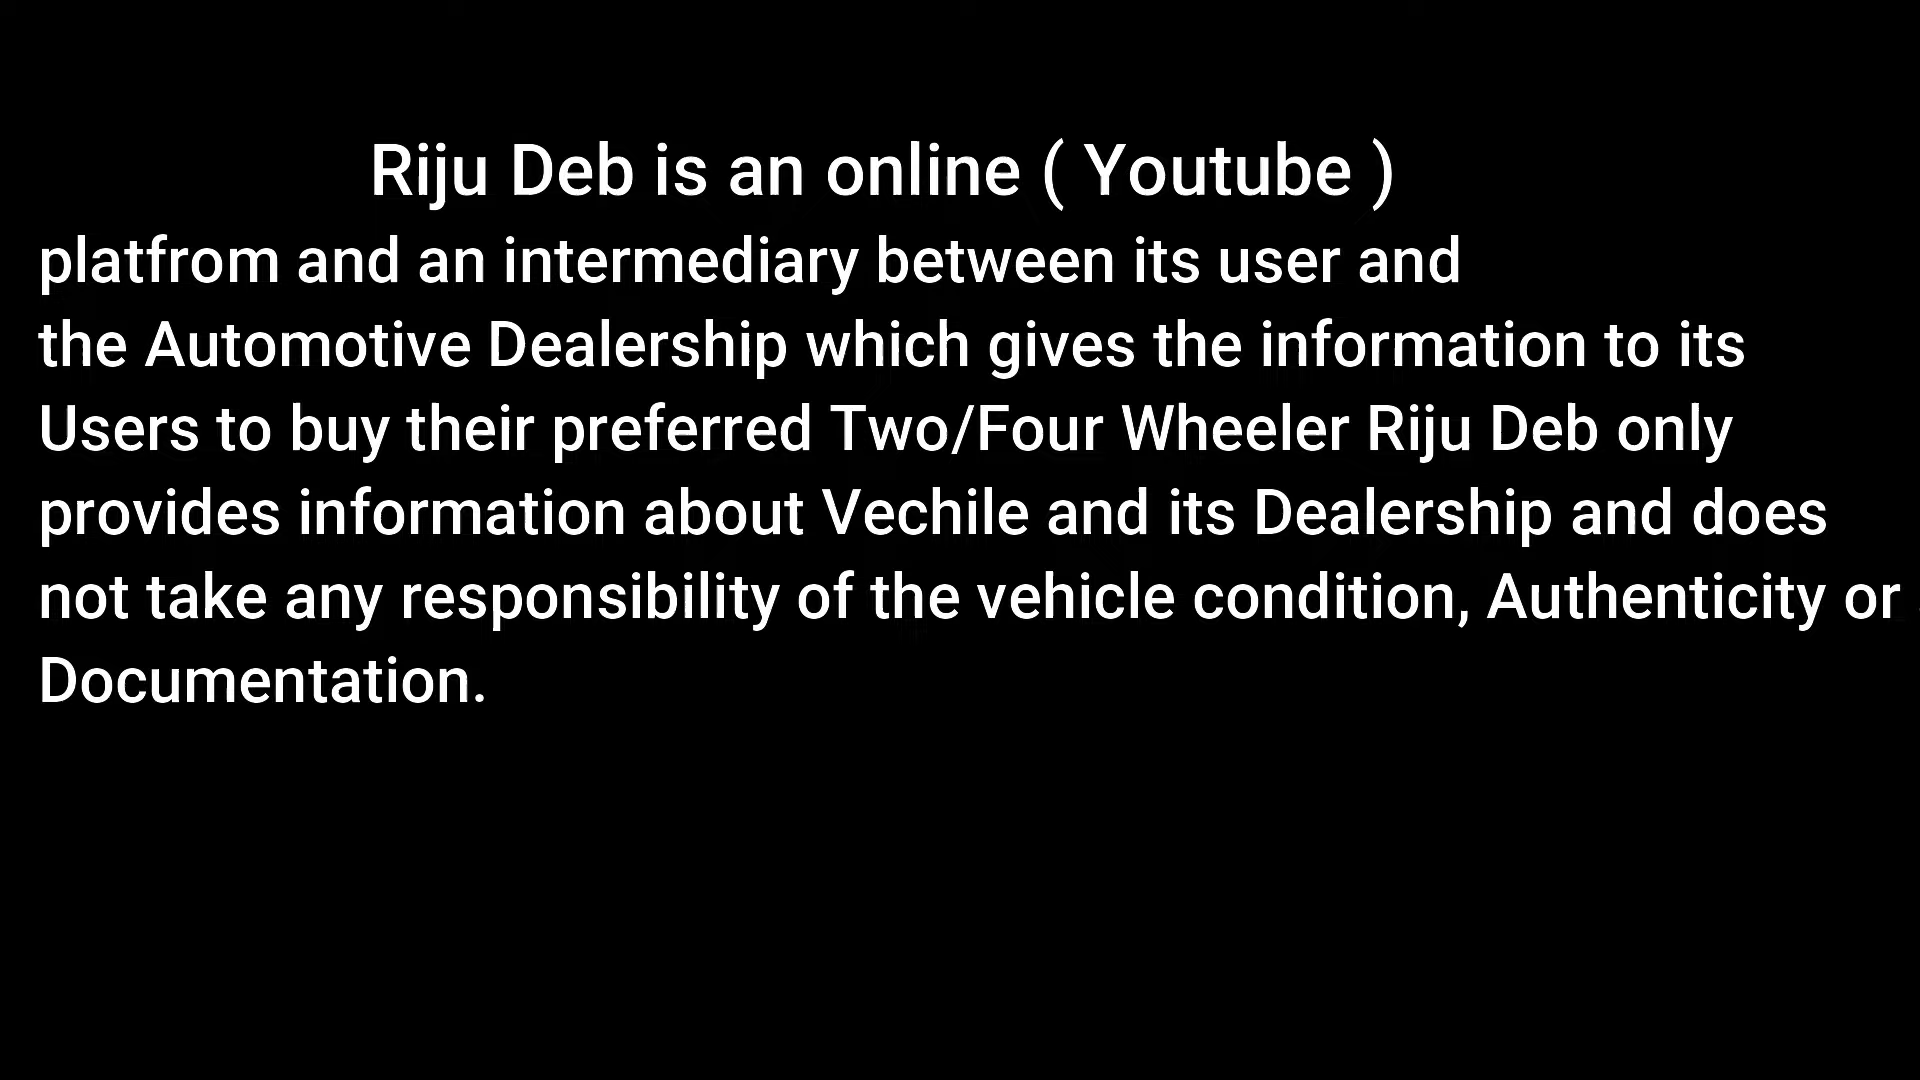 Riju Deb is an online ( Youtube )
platfrom and an intermediary between its user and
the Automotive Dealership which gives the information to its
Users to buy their preferred Two/Four Wheeler Riju Deb only
provides information about Vechile and its Dealership and does
not take any responsibility of the vehicle condition, Authenticity or
Documentation.